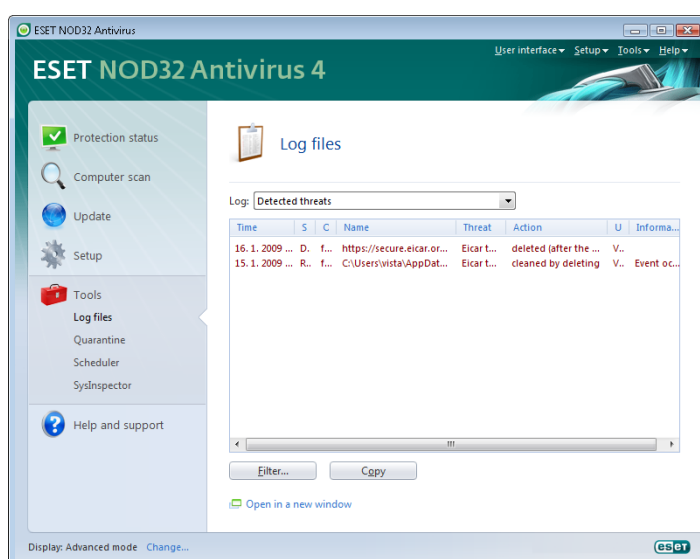 ESET NOD32 Antivirus
User interface Setup Tools Help
ESET NOD32 Antivirus 4
Protection status
Computer scan
Update
Setup
Tools
Log files
Quarantine
Scheduler
SysInspector
Help and support
Log files
Log: Detected threats
Time S C Name Threat Action U Informa...
16. 1. 2009 ... D. f... https://secure.eicar.or... Eicar t... deleted (after the ... V..
15. 1. 2009 ... R.. f... C:\Users\vista\AppDat... Eicar t... cleaned by deleting V.. Event oc...
Filter... Copy
Open in a new window
Display: Advanced mode Change...
eset